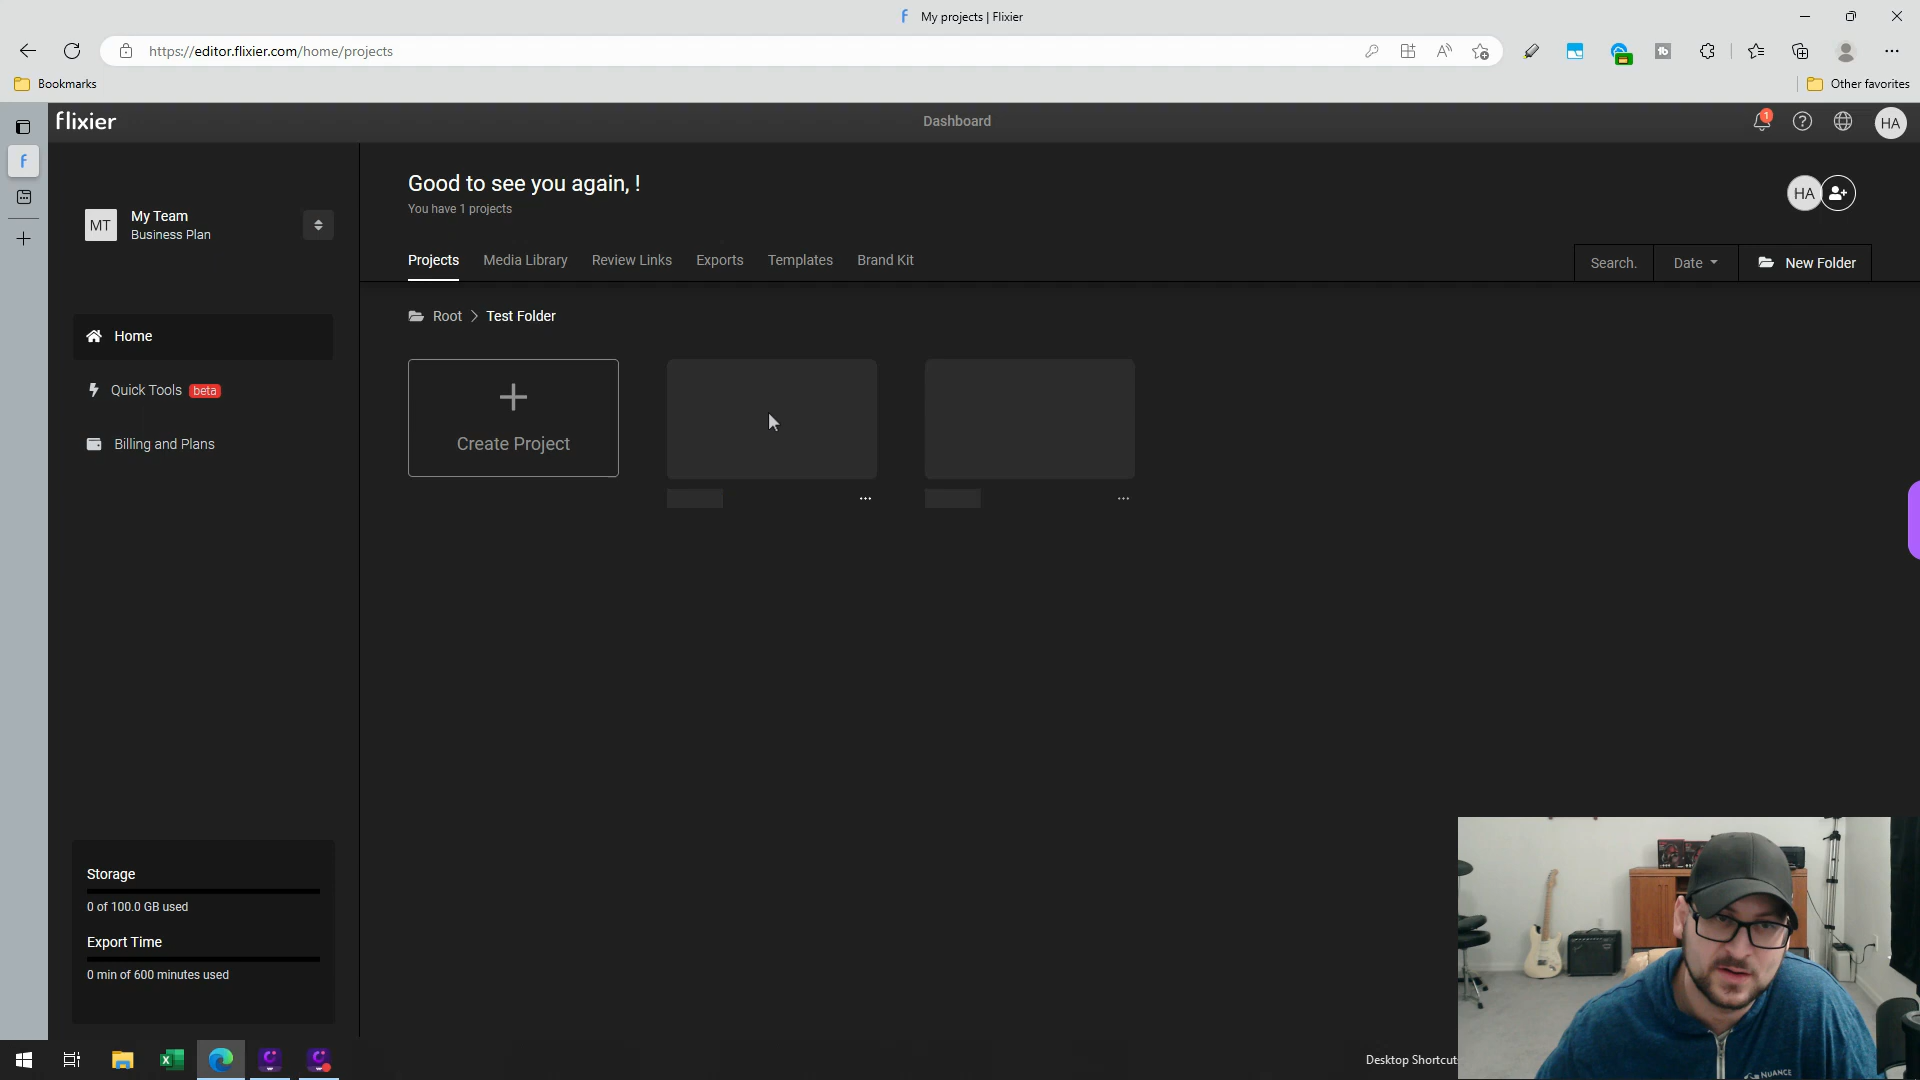 My projects | Flixier
https://editor.flixier.com/home/projects
Bookmarks
Other favorites
flixier
Dashboard
1
HA
MT
My Team
Business Plan
Good to see you again, !
You have 1 projects
HA
Projects
Media Library
Review Links
Exports
Templates
Brand Kit
Search.
Date
New Folder
Root > Test Folder
Home
Quick Tools beta
Billing and Plans
Create Project
Storage
0 of 100.0 GB used
Export Time
0 min of 600 minutes used
Desktop Shortcut
NUANCE